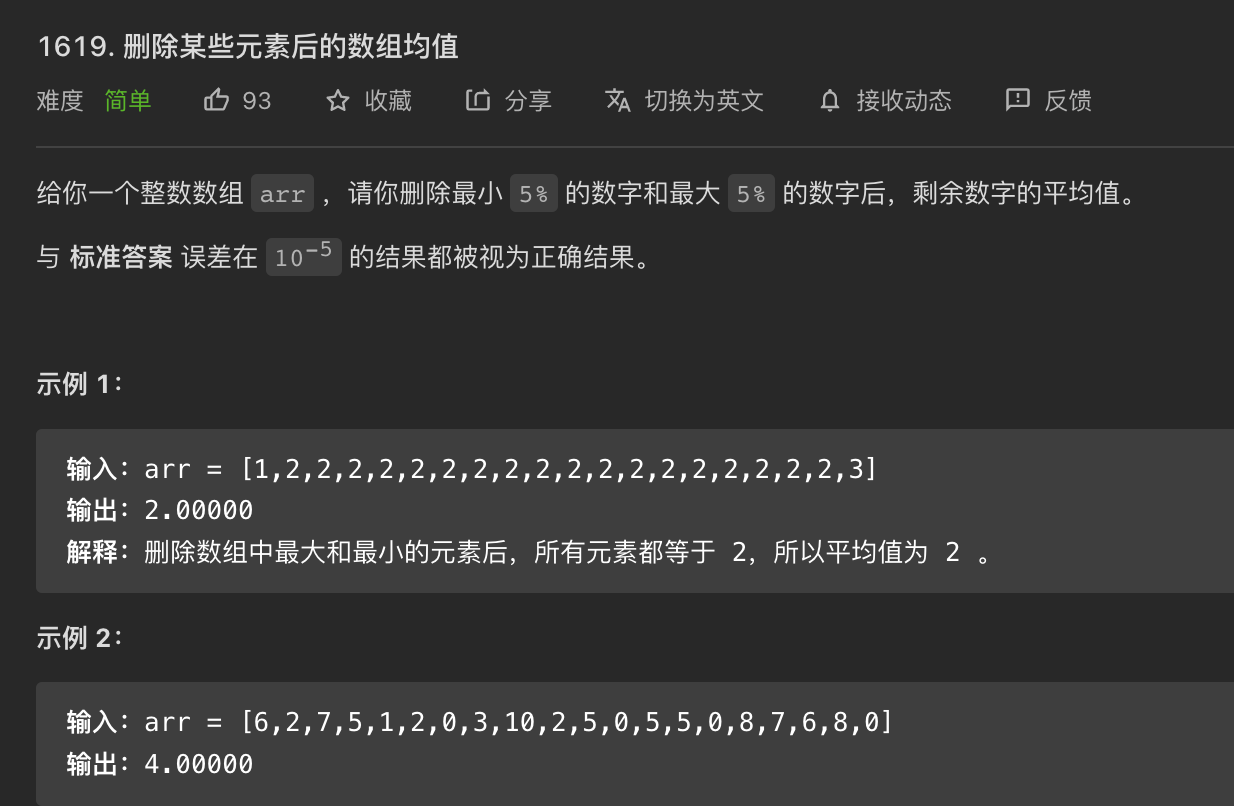 1619. 删除某些元素后的数组均值
难度 简单 93 收藏 分享 切换为英文 接收动态 反馈
给你一个整数数组 arr ，请你删除最小 5% 的数字和最大 5% 的数字后，剩余数字的平均值。
与 标准答案 误差在 10⁻⁵ 的结果都被视为正确结果。
示例 1：
输入：arr = [1,2,2,2,2,2,2,2,2,2,2,2,2,2,2,2,2,2,2,3]
输出：2.00000
解释：删除数组中最大和最小的元素后，所有元素都等于 2，所以平均值为 2 。
示例 2：
输入：arr = [6,2,7,5,1,2,0,3,10,2,5,0,5,5,0,8,7,6,8,0]
输出：4.00000